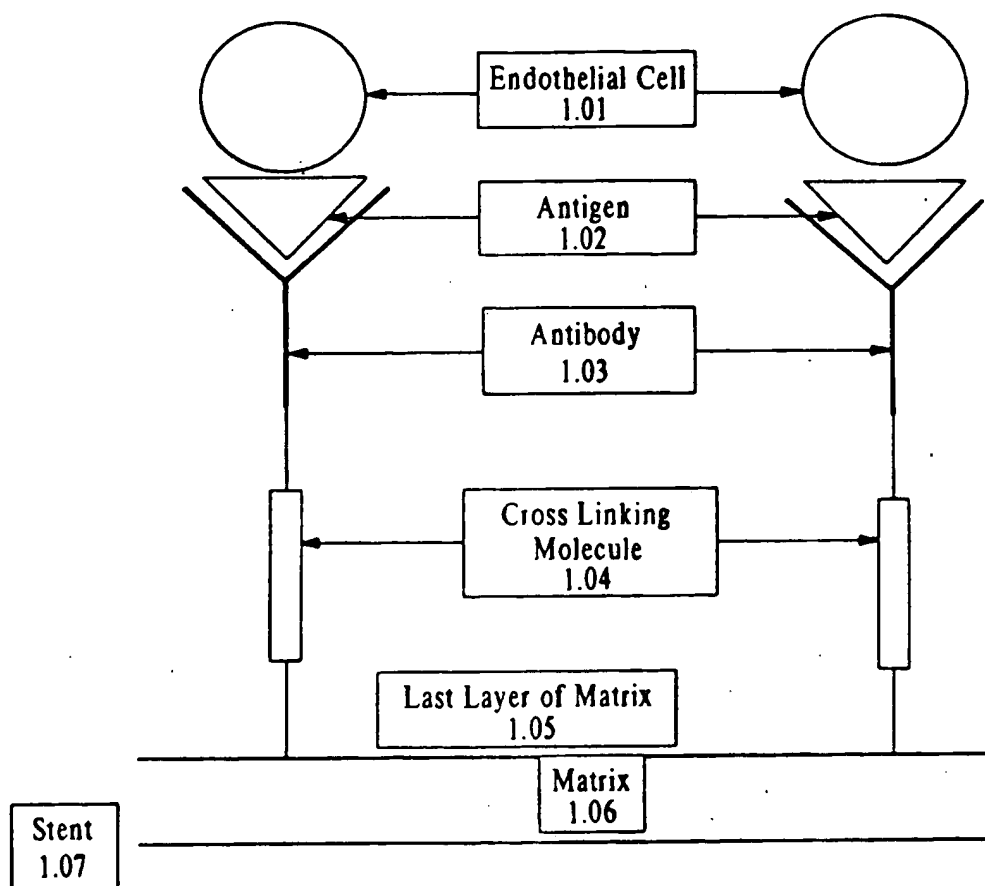 Endothelial Cell
1.01
Antigen
1.02
Antibody
1.03
Cross Linking
Molecule
1.04
Last Layer of Matrix
1.05
Matrix
1.06
Stent
1.07